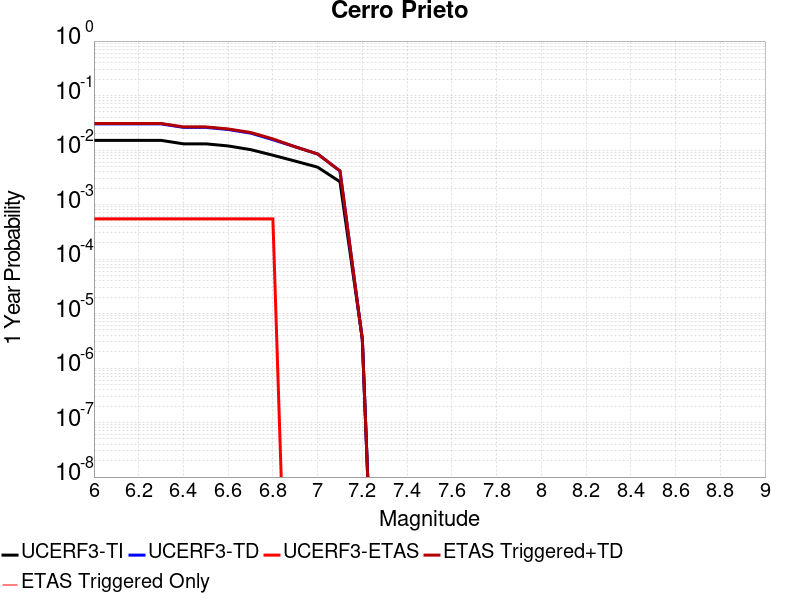 Cerro Prieto
10^0
10^-1
10^-2
10^-3
10^-4
10^-5
10^-6
10^-7
10^-8
1 Year Probability
6 6.2 6.4 6.6 6.8 7 7.2 7.4 7.6 7.8 8 8.2 8.4 8.6 8.8 9
Magnitude
UCERF3-TI UCERF3-TD UCERF3-ETAS ETAS Triggered+TD
ETAS Triggered Only